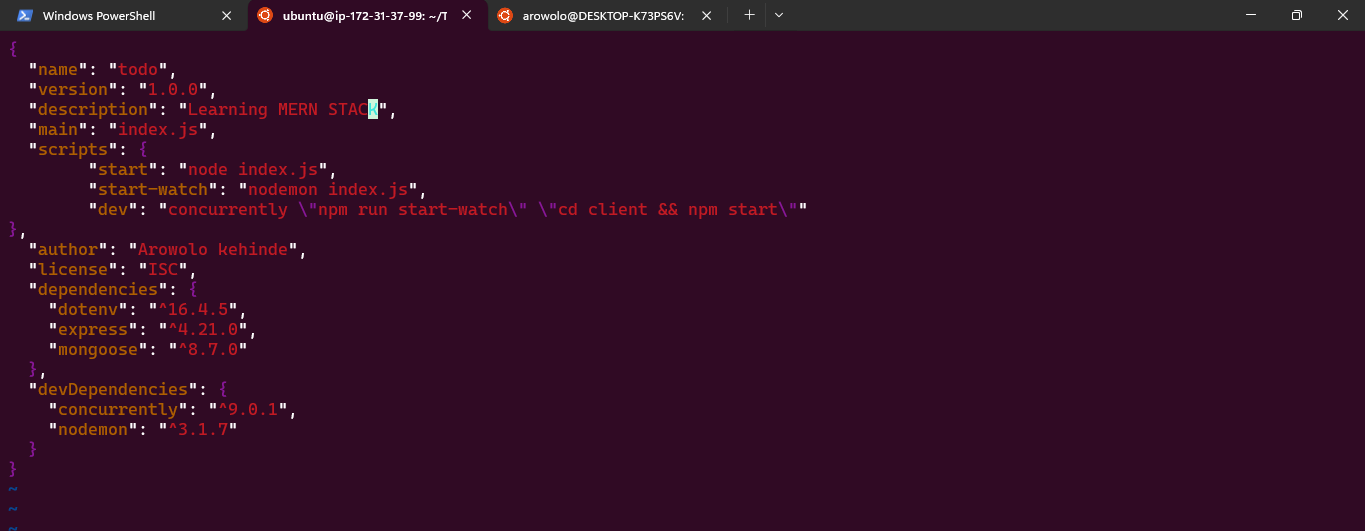 Windows PowerShell
ubuntu@ip-172-31-37-99: ~/T
arowolo@DESKTOP-K73PS6V:
{
  "name": "todo",
  "version": "1.0.0",
  "description": "Learning MERN STACK",
  "main": "index.js",
  "scripts": {
        "start": "node index.js",
        "start-watch": "nodemon index.js",
        "dev": "concurrently \"npm run start-watch\" \"cd client && npm start\""
},
  "author": "Arowolo kehinde",
  "license": "ISC",
  "dependencies": {
    "dotenv": "^16.4.5",
    "express": "^4.21.0",
    "mongoose": "^8.7.0"
  },
  "devDependencies": {
    "concurrently": "^9.0.1",
    "nodemon": "^3.1.7"
  }
}
~
~
~